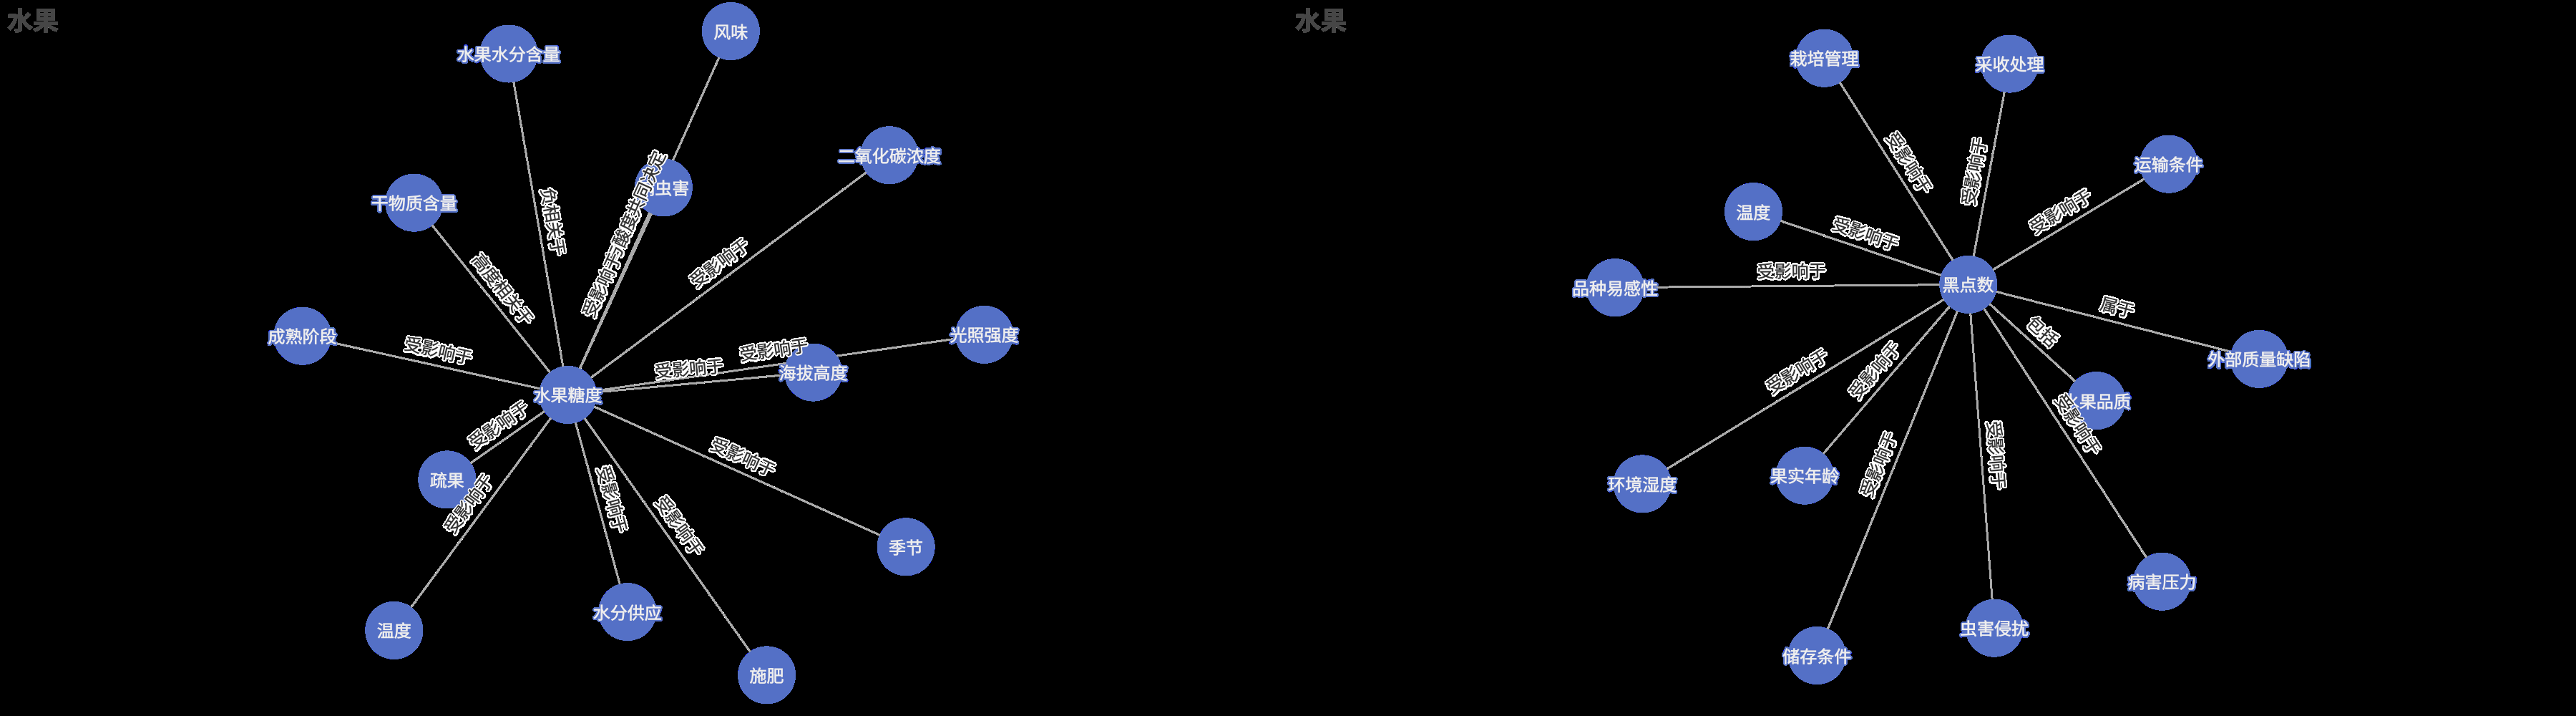 水果
水果
风味
水果水分含量
二氧化碳浓度
虫害
干物质含量
负相关于
与酸度共同决定
受影响于
受影响于
高度相关于
成熟阶段
受影响于
光照强度
受影响于
受影响于
海拔高度
水果糖度
受影响于
疏果
受影响于
受影响于
受影响于
受影响于
季节
温度
水分供应
施肥
栽培管理
采收处理
运输条件
受影响于
受影响于
受影响于
温度
受影响于
品种易感性
受影响于
黑点数
属于
包括
外部质量缺陷
水果品质
受影响于
受影响于
受影响于
受影响于
受影响于
环境湿度
果实年龄
病害压力
虫害侵扰
储存条件